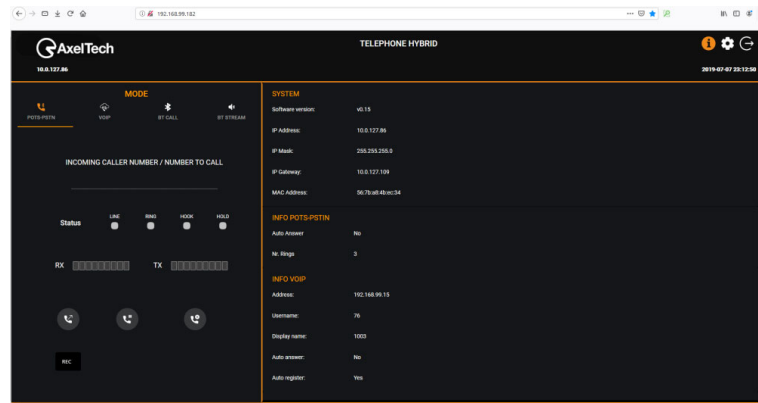 192.168.99.182
AxelTech
TELEPHONE HYBRID
10.0.127.86
2019-07-07 23:12:50
MODE
POTS-PSTN VOIP BT CALL BT STREAM
INCOMING CALLER NUMBER / NUMBER TO CALL
Status LINE RING HOOK HOLD
RX TX
REC
SYSTEM
Software version: v0.15
IP Address: 10.0.127.86
IP Mask: 255.255.255.0
IP Gateway: 10.0.127.109
MAC Address: 56:7b:a8:4b:ec:34
INFO POTS-PSTIN
Auto Answer No
Nr. Rings 3
INFO VOIP
Address: 192.168.99.15
Username: 76
Display name: 1003
Auto answer: No
Auto register: Yes